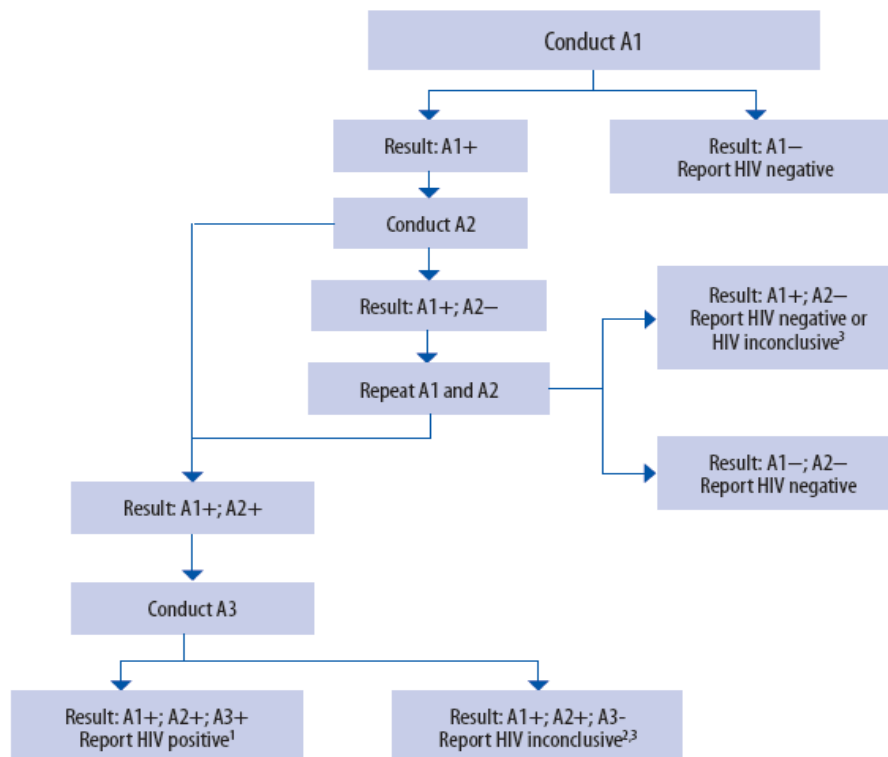 Conduct A1
Result: A1+
Result: A1−
Report HIV negative
Conduct A2
Result: A1+; A2−
Result: A1+; A2−
Report HIV negative or
HIV inconclusive³
Repeat A1 and A2
Result: A1−; A2−
Report HIV negative
Result: A1+; A2+
Conduct A3
Result: A1+; A2+; A3+
Report HIV positive¹
Result: A1+; A2+; A3-
Report HIV inconclusive²,³